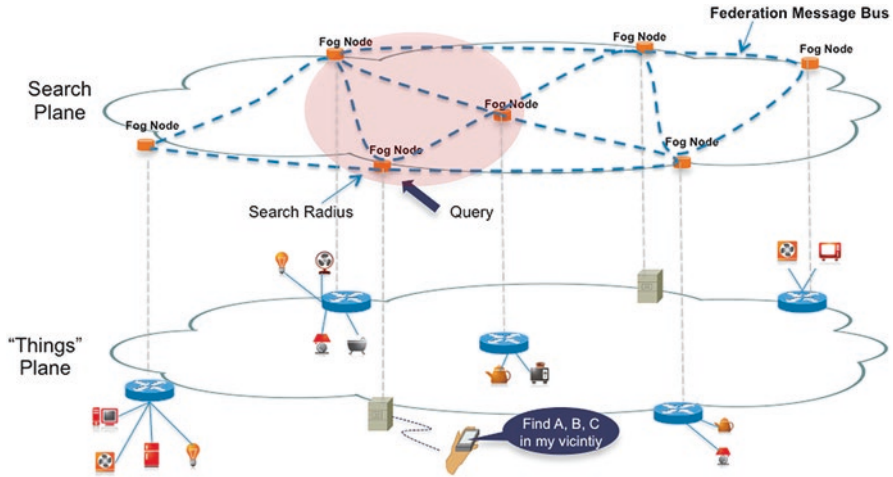 Federation Message Bus
Fog Node
Fog Node
Fog Node
Search
Plane
Fog Node
Fog Node
Fog Node
Fog Node
Search Radius
Query
“Things”
Plane
Find A, B, C
in my vicintiy